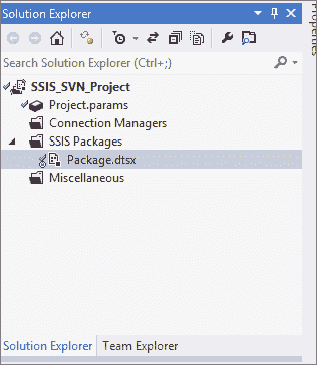 Solution Explorer
Properties
Search Solution Explorer (Ctrl+;)
SSIS_SVN_Project
Project.params
Connection Managers
SSIS Packages
Package.dtsx
Miscellaneous
Solution Explorer Team Explorer